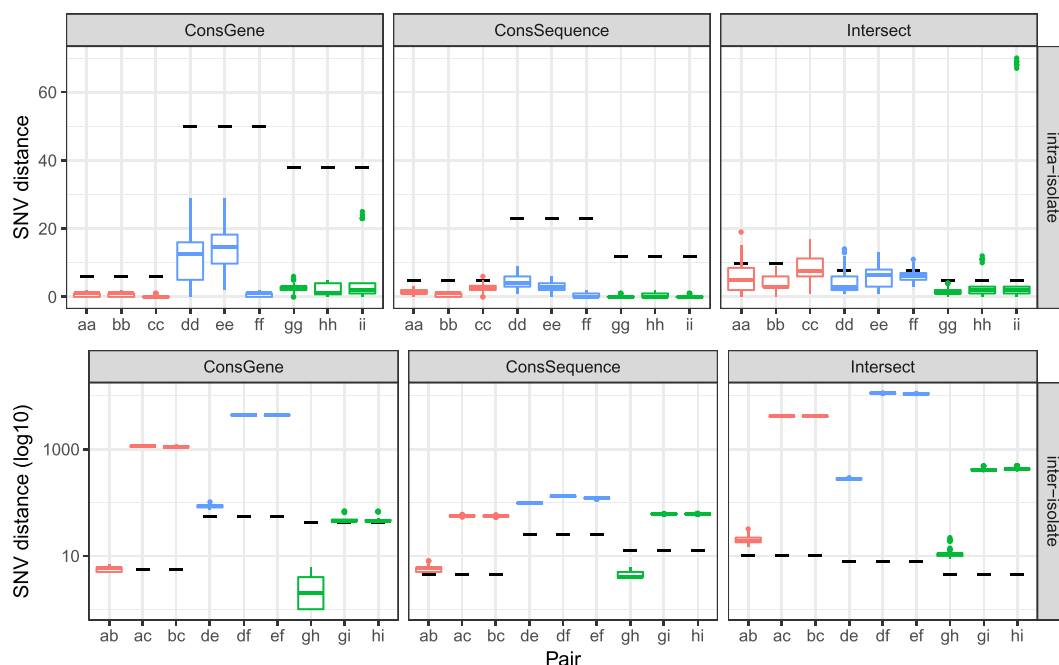 ConsGene ConsSequence Intersect
60
40
20
0
SNV distance
intra−isolate
aa bb cc dd ee ff gg hh ii aa bb cc dd ee ff gg hh ii aa bb cc dd ee ff gg hh ii
ConsGene ConsSequence Intersect
1000
10
SNV distance (log10)
inter−isolate
ab ac bc de df ef gh gi hi ab ac bc de df ef gh gi hi ab ac bc de df ef gh gi hi
Pair